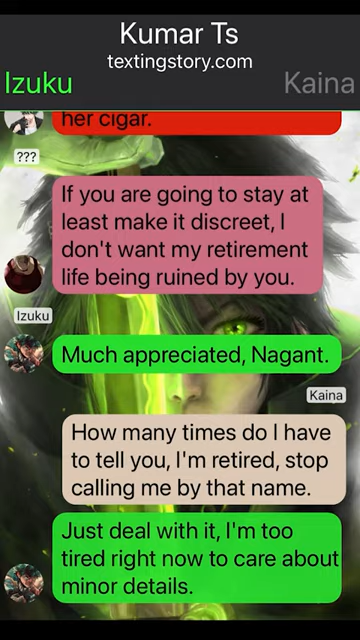 Kumar Ts
textingstory.com
Izuku
Kaina
her cigar.
???
If you are going to stay at
least make it discreet, I
don't want my retirement
life being ruined by you.
Izuku
Much appreciated, Nagant.
Kaina
How many times do I have
to tell you, I'm retired, stop
calling me by that name.
Just deal with it, I'm too
tired right now to care about
minor details.